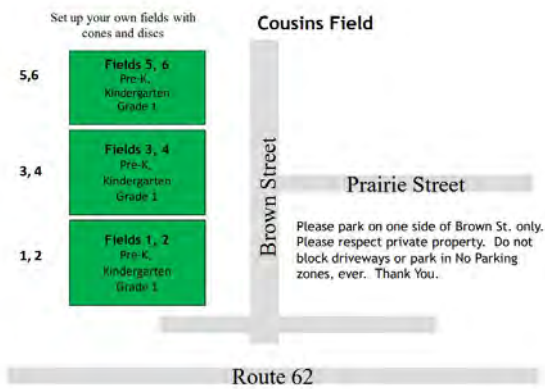 Set up your own fields with
cones and discs
Cousins Field
5,6
Fields 5, 6
Pre-K,
Kindergarten
Grade 1
3, 4
Fields 3, 4
Pre-K,
Kindergarten
Grade 1
1, 2
Fields 1, 2
Pre-K,
Kindergarten
Grade 1
Brown Street
Prairie Street
Please park on one side of Brown St. only.
Please respect private property. Do not
block driveways or park in No Parking
zones, ever. Thank You.
Route 62